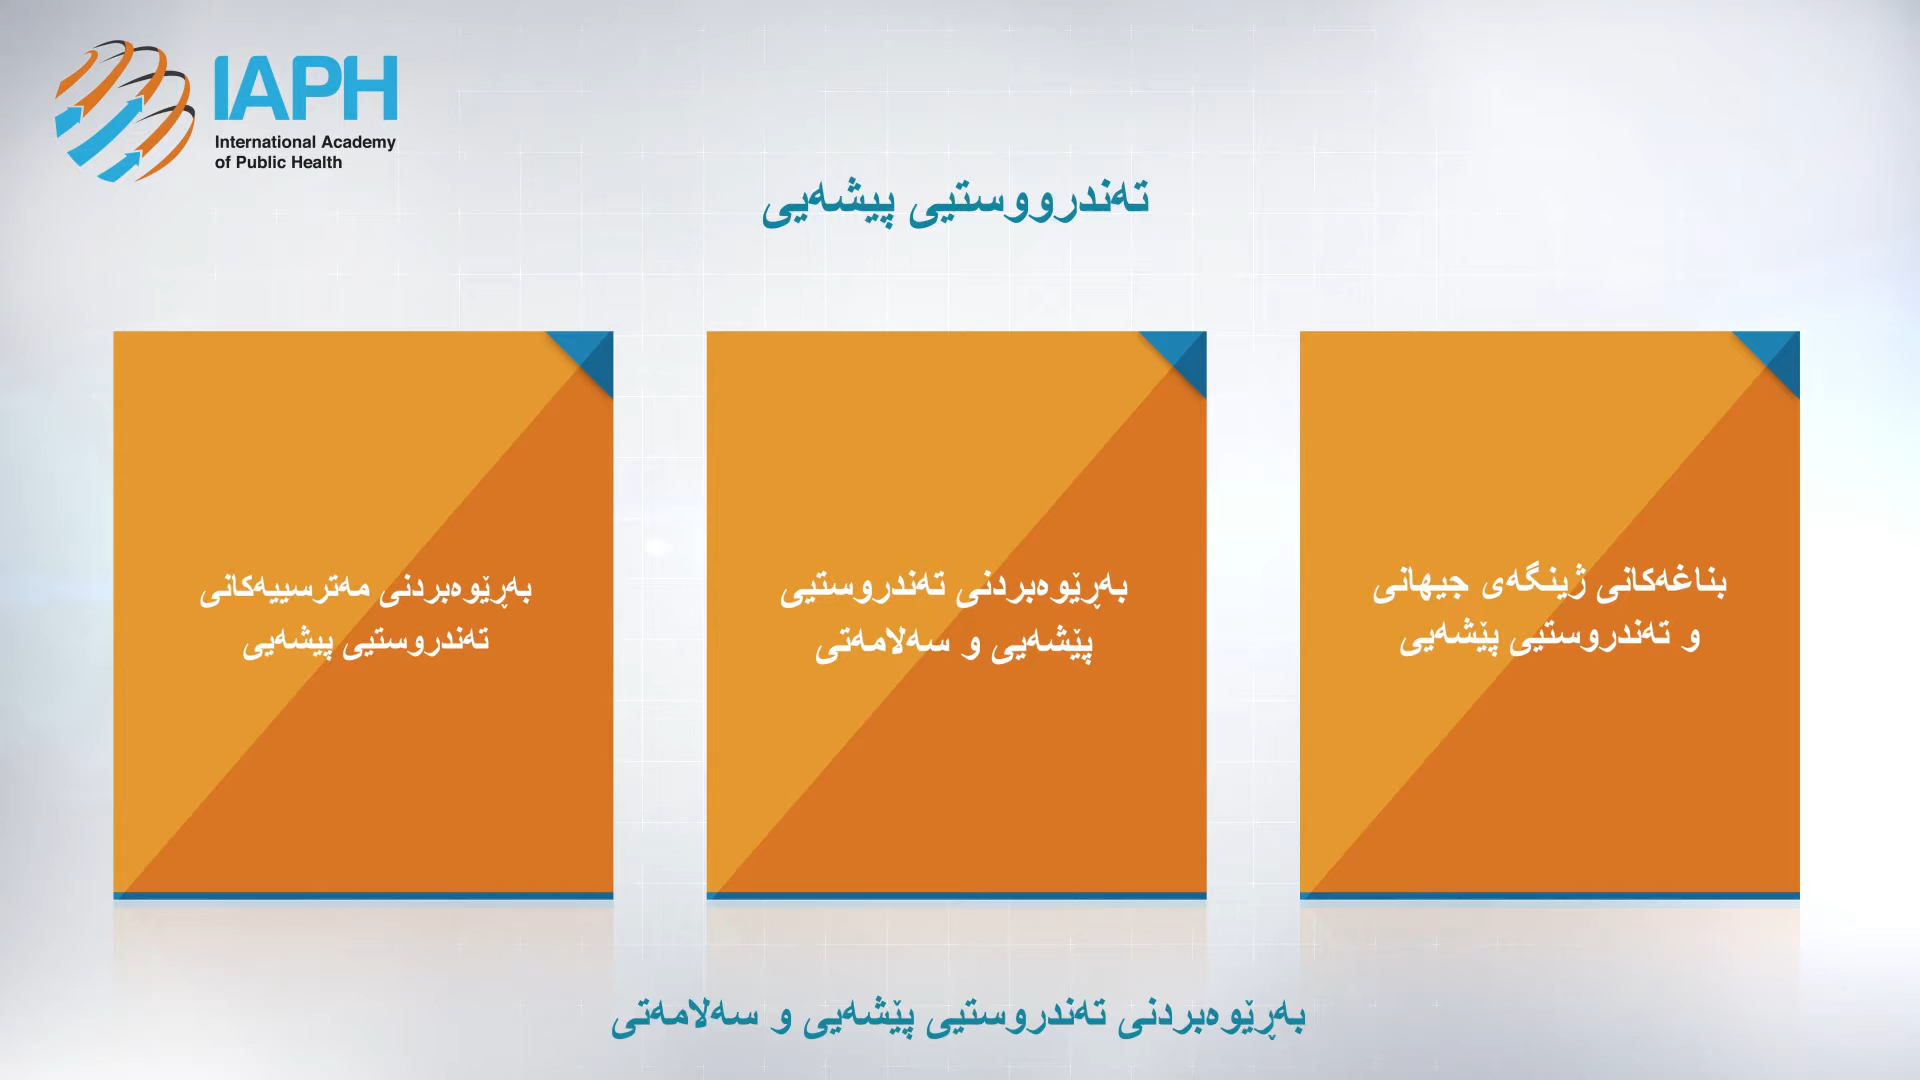 IAPH
International Academy
of Public Health
تەندرووستیی پیشەیی
بناغەکانی ژینگەی جیهانی
و تەندروستیی پێشەیی
بەڕێوەبردنی تەندروستیی
پێشەیی و سەلامەتی
بەڕێوەبردنی مەترسییەکانی
تەندروستیی پیشەیی
بەڕێوەبردنی تەندروستیی پێشەیی و سەلامەتی